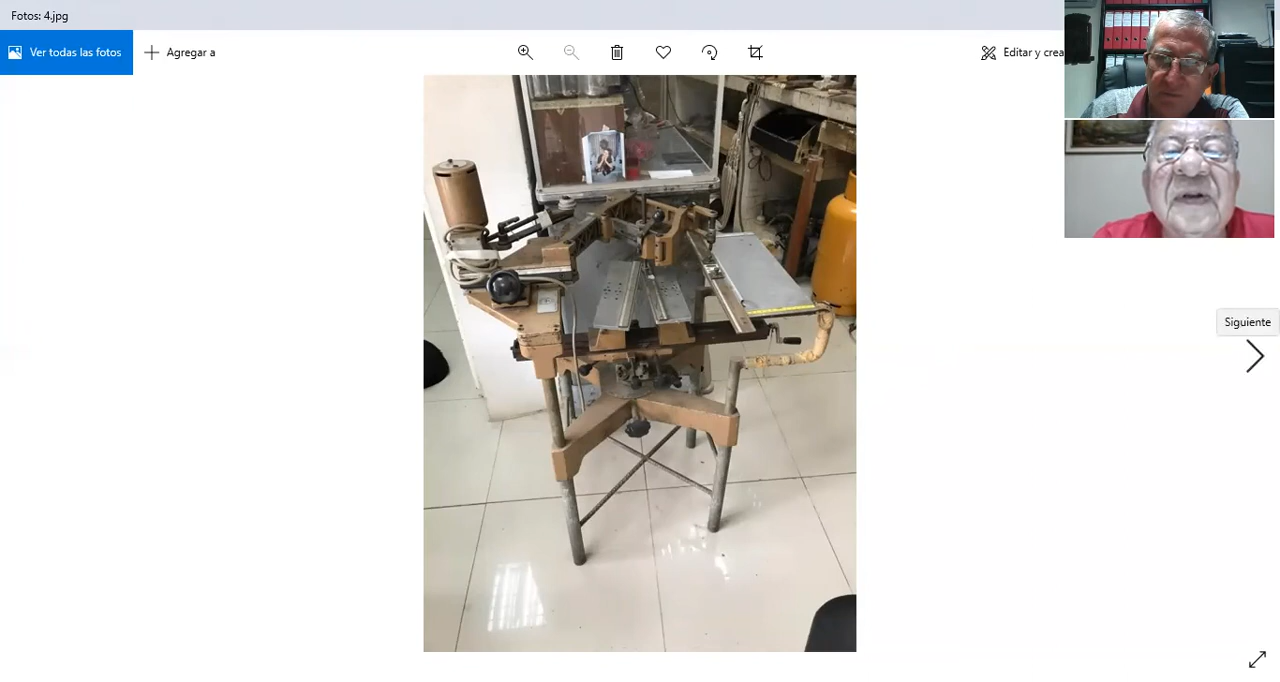 Fotos: 4.jpg
Ver todas las fotos
Agregar a
Editar y crea
Siguiente